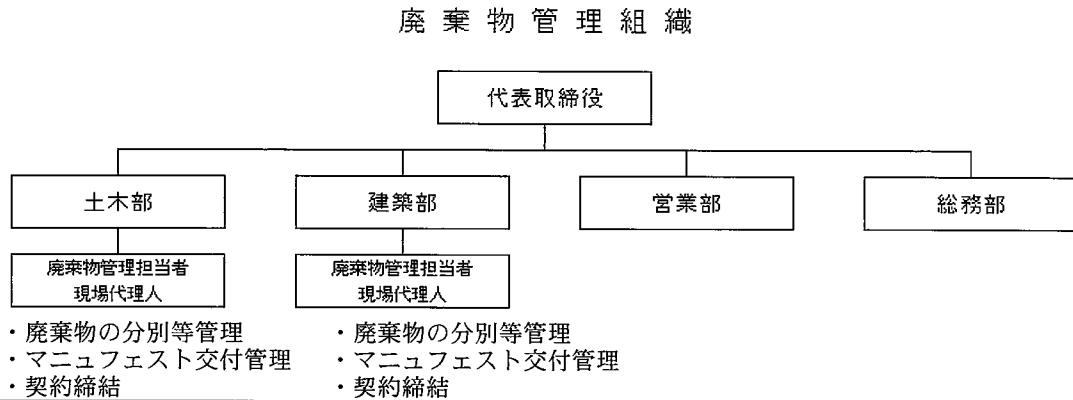 廃棄物管理組織
代表取締役
土木部
建築部
営業部
総務部
廃棄物管理担当者
現場代理人
廃棄物管理担当者
現場代理人
・廃棄物の分別等管理
・マニュフェスト交付管理
・契約締結
・廃棄物の分別等管理
・マニュフェスト交付管理
・契約締結